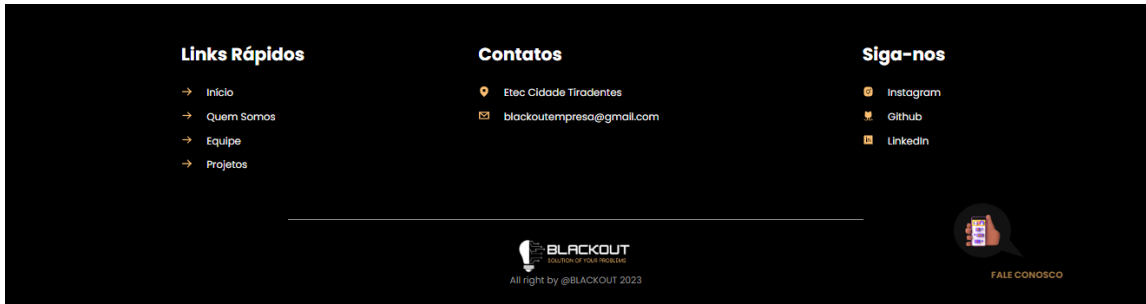 Links Rápidos
Início
Quem Somos
Equipe
Projetos
Contatos
Etec Cidade Tiradentes
blackoutempresa@gmail.com
Siga-nos
Instagram
Github
LinkedIn
BLACKOUT
SOLUTION OF YOUR PROBLEMS
All right by @BLACKOUT 2023
FALE CONOSCO